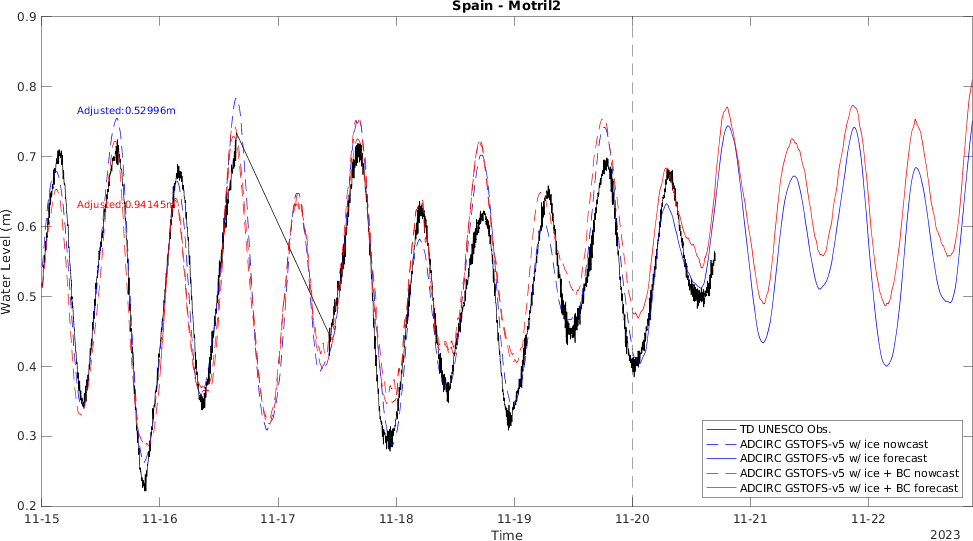 Spain - Motril2
0.9
0.8
0.7
0.6
0.5
0.4
0.3
0.2
Water Level (m)
Adjusted:0.52996m
Adjusted:0.94145m
TD UNESCO Obs.
ADCIRC GSTOFS-v5 w/ ice nowcast
ADCIRC GSTOFS-v5 w/ ice forecast
ADCIRC GSTOFS-v5 w/ ice + BC nowcast
ADCIRC GSTOFS-v5 w/ ice + BC forecast
11-15 11-16 11-17 11-18 11-19 11-20 11-21 11-22
Time
2023